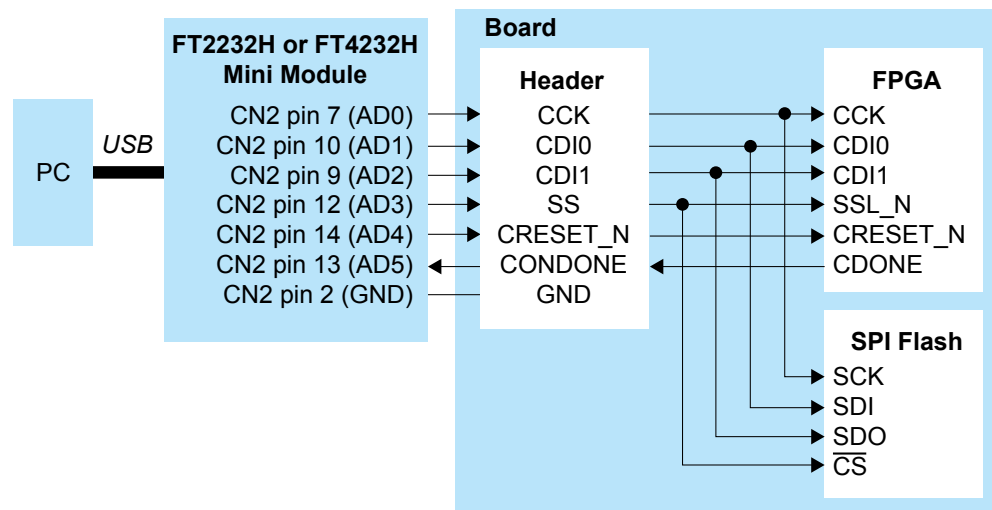 PC
USB
FT2232H or FT4232H
Mini Module
CN2 pin 7 (AD0)
CN2 pin 10 (AD1)
CN2 pin 9 (AD2)
CN2 pin 12 (AD3)
CN2 pin 14 (AD4)
CN2 pin 13 (AD5)
CN2 pin 2 (GND)
Board
Header
CCK
CDI0
CDI1
SS
CRESET_N
CONDONE
GND
FPGA
CCK
CDI0
CDI1
SSL_N
CRESET_N
CDONE
SPI Flash
SCK
SDI
SDO
C̅S̅